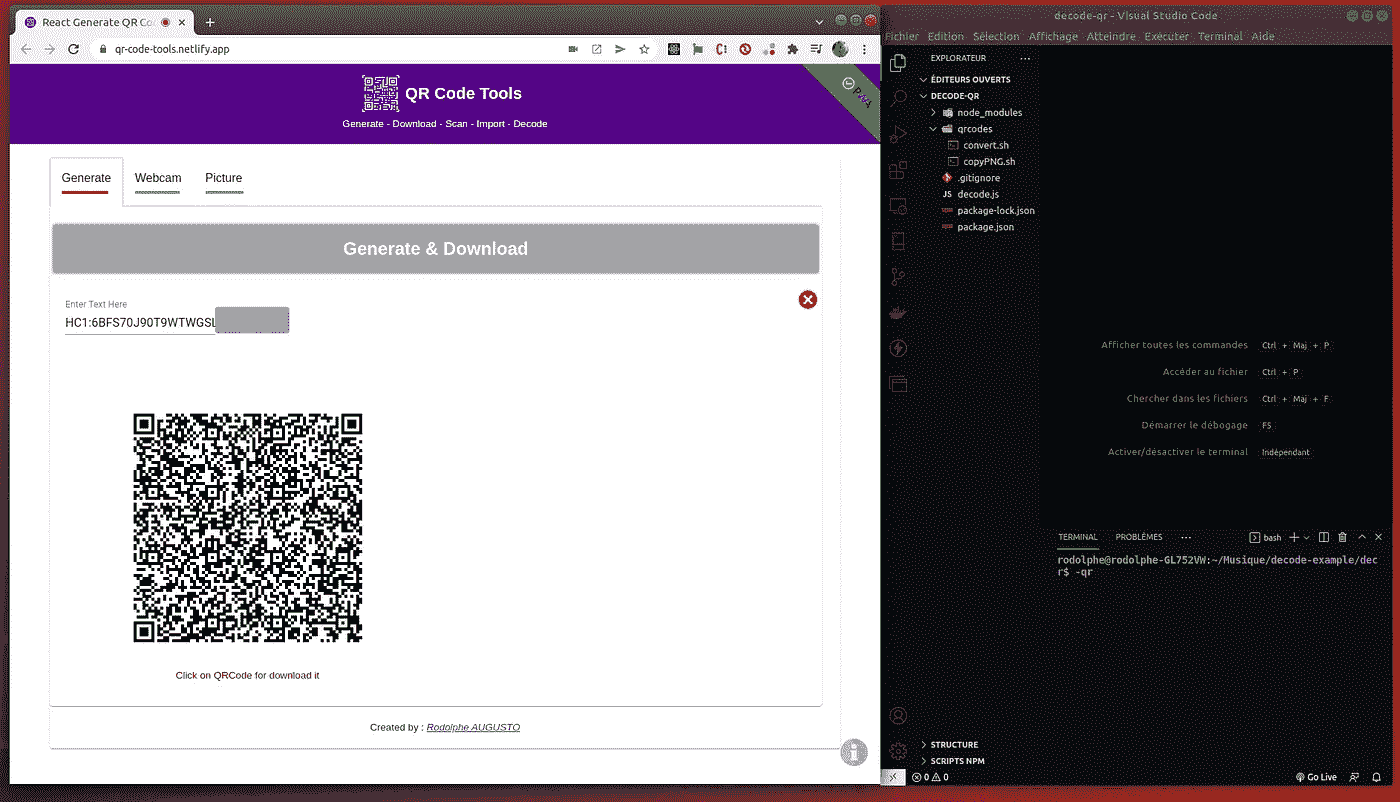 React Generate QR Co
qr-code-tools.netlify.app
QR Code Tools
Generate - Download - Scan - Import - Decode
Generate
Webcam
Picture
Generate & Download
Enter Text Here
HC1:6BFS70J90T9WTWGSL
Click on QRCode for download it
Created by : Rodolphe AUGUSTO
decode-qr - Visual Studio Code
Fichier Edition Sélection Affichage Atteindre Exécuter Terminal Aide
EXPLORATEUR
ÉDITEURS OUVERTS
DECODE-QR
node_modules
qrcodes
convert.sh
copyPNG.sh
.gitignore
JS decode.js
package-lock.json
package.json
Afficher toutes les commandes Ctrl + Maj + P
Accéder au fichier Ctrl + P
Chercher dans les fichiers Ctrl + Maj + F
Démarrer le débogage F5
Activer/désactiver le terminal Indépendant
TERMINAL PROBLÈMES ... bash
rodolphe@rodolphe-GL752VW:~/Musique/decode-example/dec
r$ -qr
STRUCTURE
SCRIPTS NPM
0 0 Go Live